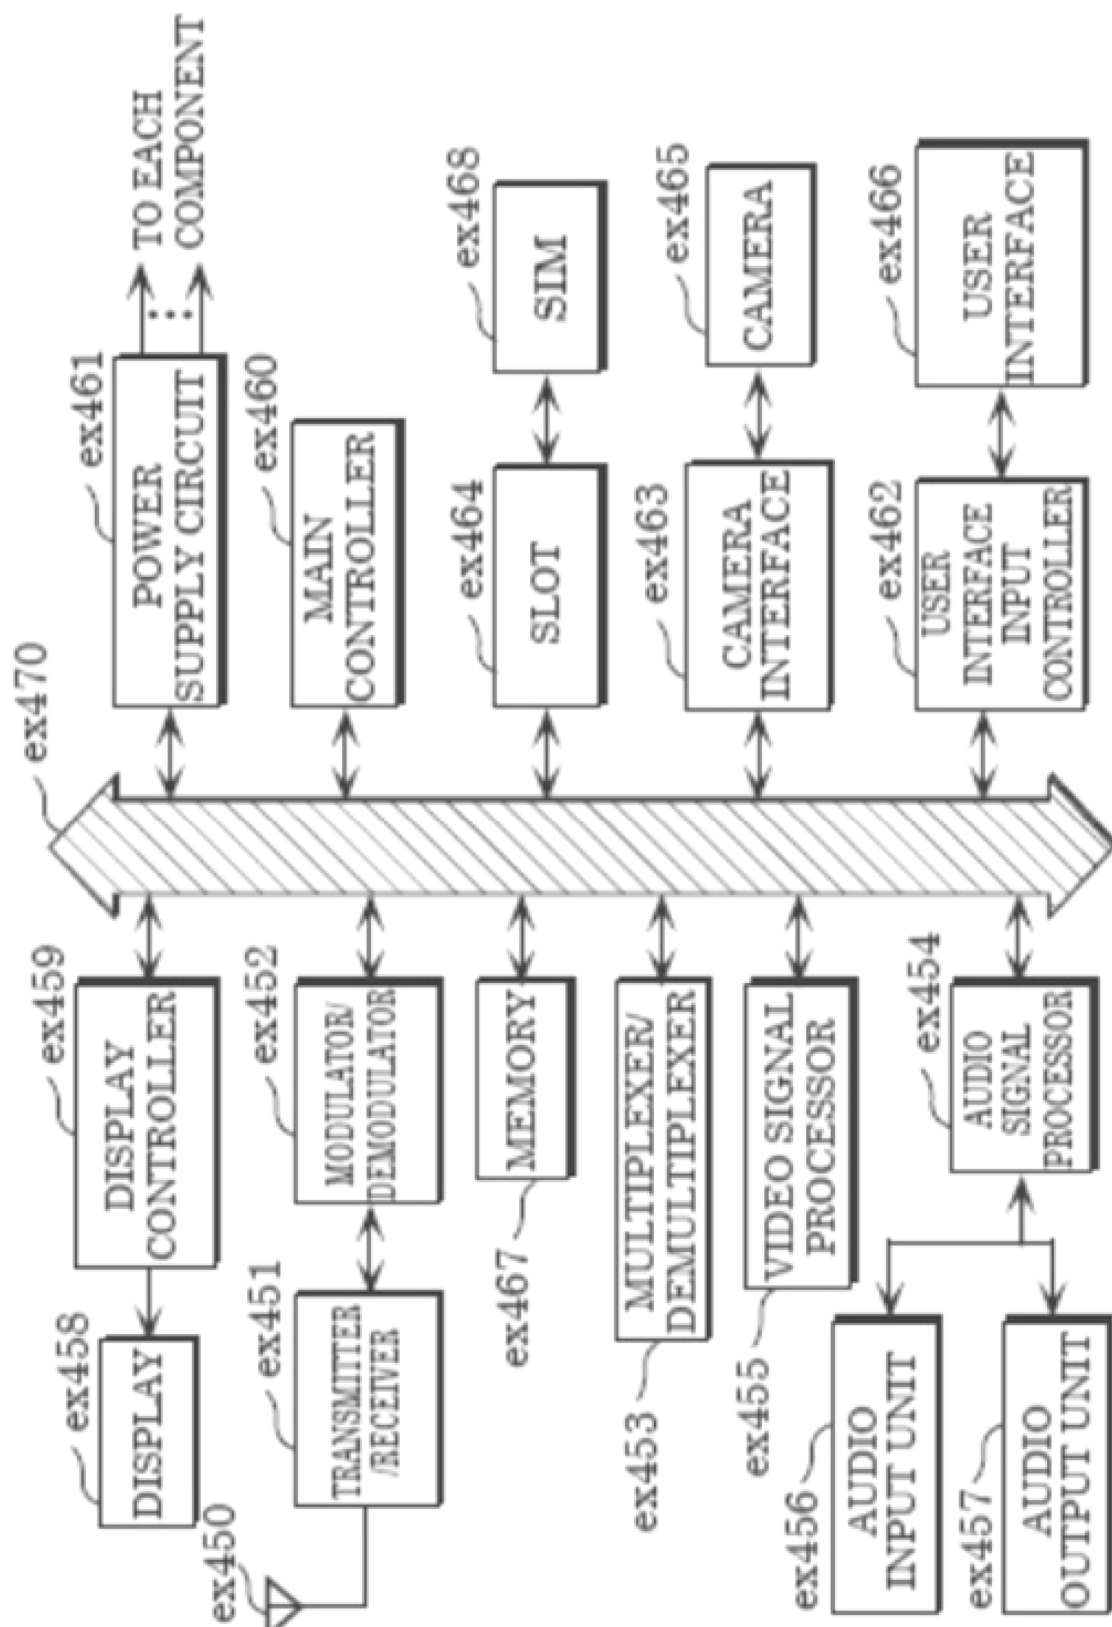 ex470
ex458
DISPLAY
ex459
DISPLAY
CONTROLLER
ex461
POWER
SUPPLY CIRCUIT
TO EACH
COMPONENT
ex450
ex451
TRANSMITTER
/RECEIVER
ex452
MODULATOR/
DEMODULATOR
ex460
MAIN
CONTROLLER
ex467
MEMORY
ex464
SLOT
ex468
SIM
ex453
MULTIPLEXER/
DEMULTIPLEXER
ex463
CAMERA
INTERFACE
ex465
CAMERA
ex455
VIDEO SIGNAL
PROCESSOR
ex456
AUDIO
INPUT UNIT
ex454
AUDIO
SIGNAL
PROCESSOR
ex462
USER
INTERFACE
INPUT
CONTROLLER
ex466
USER
INTERFACE
ex457
AUDIO
OUTPUT UNIT